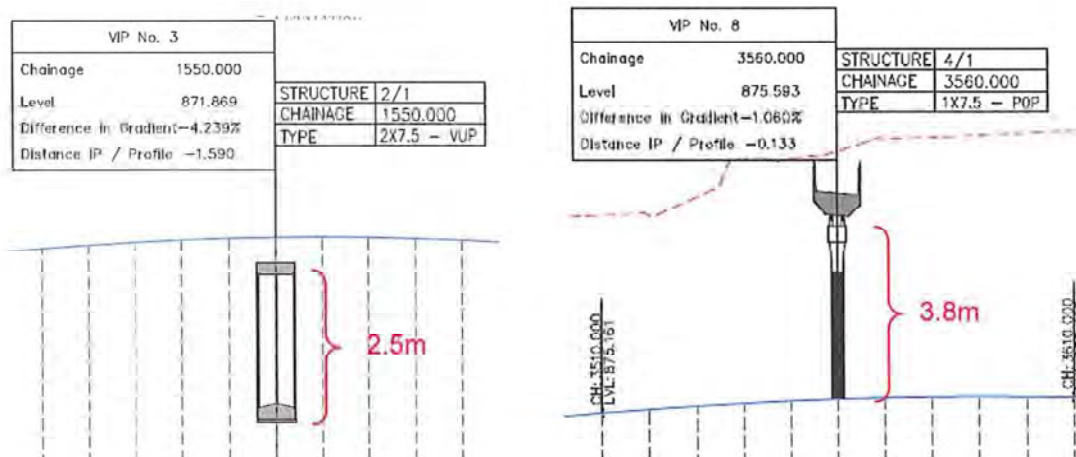 VIP No. 3
Chainage 1550.000
Level 871.869
Difference in Gradient-4.239%
Distance IP / Profile -1.590
STRUCTURE 2/1
CHAINAGE 1550.000
TYPE 2X7.5 - VUP
2.5m
VIP No. 8
Chainage 3560.000
Level 875.593
Difference in Gradient-1.060%
Distance IP / Profile -0.133
STRUCTURE 4/1
CHAINAGE 3560.000
TYPE 1X7.5 - POP
3.8m
CH: 3510.000
LVL: 875.161
CH: 3610.000